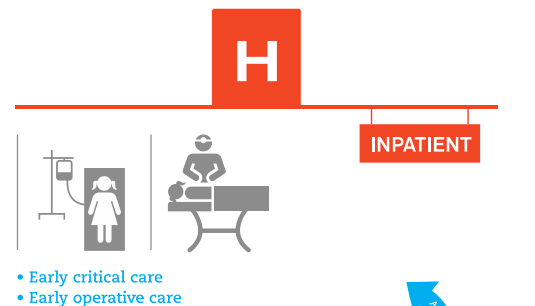 H
INPATIENT
• Early critical care
• Early operative care